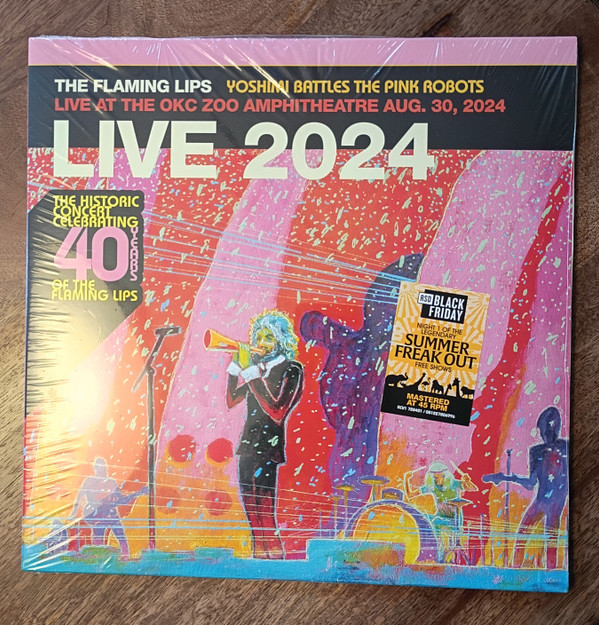 THE FLAMING LIPS YOSHIMI BATTLES THE PINK ROBOTS
LIVE AT THE OKC ZOO AMPHITHEATRE AUG. 30, 2024
LIVE 2024
THE HISTORIC
CONCERT
CELEBRATING
40 YEARS
OF THE
FLAMING LIPS
RSD BLACK
FRIDAY
NIGHT 1 OF THE
LEGENDARY
SUMMER
FREAK OUT
FREE SHOWS
MASTERED
AT 45 RPM